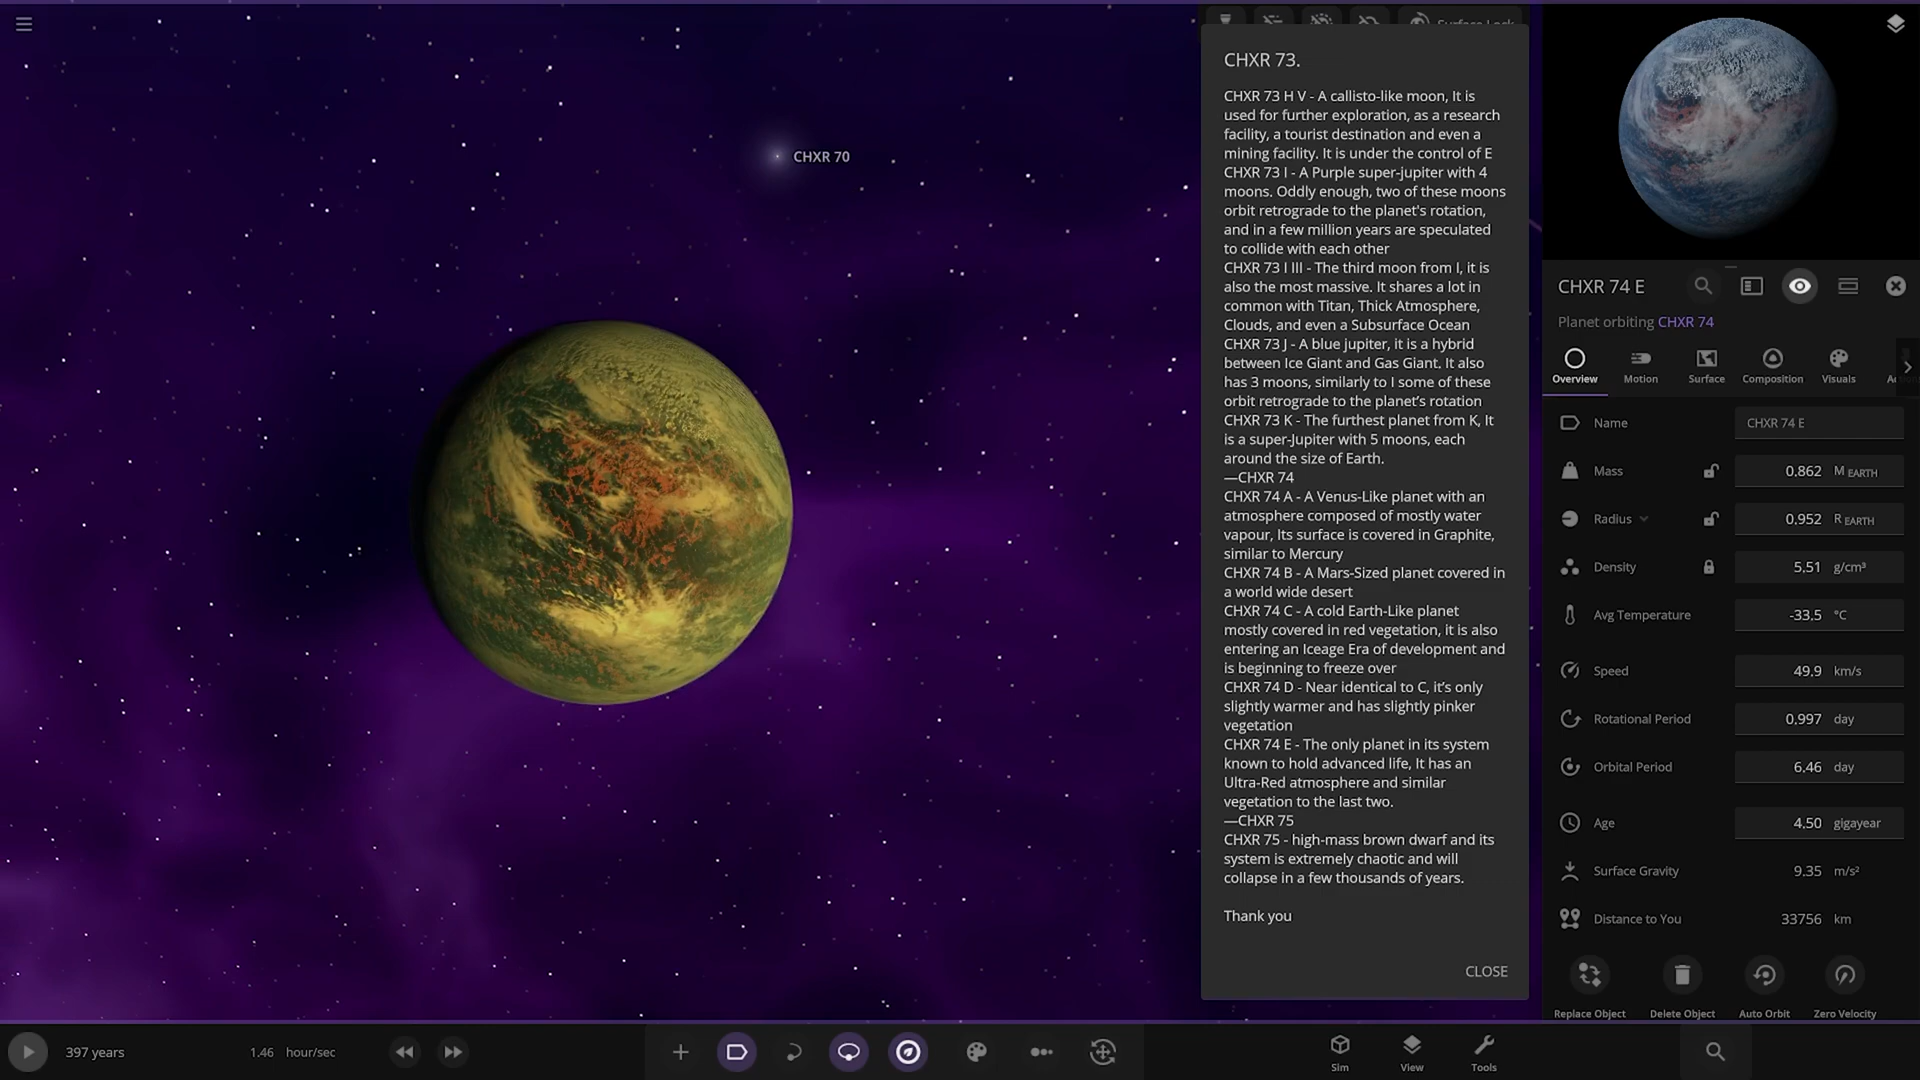 Surface Lock
CHXR 70
CHXR 73.
CHXR 73 H V - A callisto-like moon, It is
used for further exploration, as a research
facility, a tourist destination and even a
mining facility. It is under the control of E
CHXR 73 I - A Purple super-jupiter with 4
moons. Oddly enough, two of these moons
orbit retrograde to the planet's rotation,
and in a few million years are speculated
to collide with each other
CHXR 73 I III - The third moon from I, it is
also the most massive. It shares a lot in
common with Titan, Thick Atmosphere,
Clouds, and even a Subsurface Ocean
CHXR 73 J - A blue jupiter, it is a hybrid
between Ice Giant and Gas Giant. It also
has 3 moons, similarly to I some of these
orbit retrograde to the planet’s rotation
CHXR 73 K - The furthest planet from K, It
is a super-Jupiter with 5 moons, each
around the size of Earth.
—CHXR 74
CHXR 74 A - A Venus-Like planet with an
atmosphere composed of mostly water
vapour, Its surface is covered in Graphite,
similar to Mercury
CHXR 74 B - A Mars-Sized planet covered in
a world wide desert
CHXR 74 C - A cold Earth-Like planet
mostly covered in red vegetation, it is also
entering an Iceage Era of development and
is beginning to freeze over
CHXR 74 D - Near identical to C, it’s only
slightly warmer and has slightly pinker
vegetation
CHXR 74 E - The only planet in its system
known to hold advanced life, It has an
Ultra-Red atmosphere and similar
vegetation to the last two.
—CHXR 75
CHXR 75 - high-mass brown dwarf and its
system is extremely chaotic and will
collapse in a few thousands of years.
Thank you
CLOSE
CHXR 74 E
Planet orbiting CHXR 74
Overview Motion Surface Composition Visuals
Name CHXR 74 E
Mass 0.862 M EARTH
Radius 0.952 R EARTH
Density 5.51 g/cm³
Avg Temperature -33.5 °C
Speed 49.9 km/s
Rotational Period 0.997 day
Orbital Period 6.46 day
Age 4.50 gigayear
Surface Gravity 9.35 m/s²
Distance to You 33756 km
Replace Object Delete Object Auto Orbit Zero Velocity
397 years 1.46 hour/sec
Sim View Tools